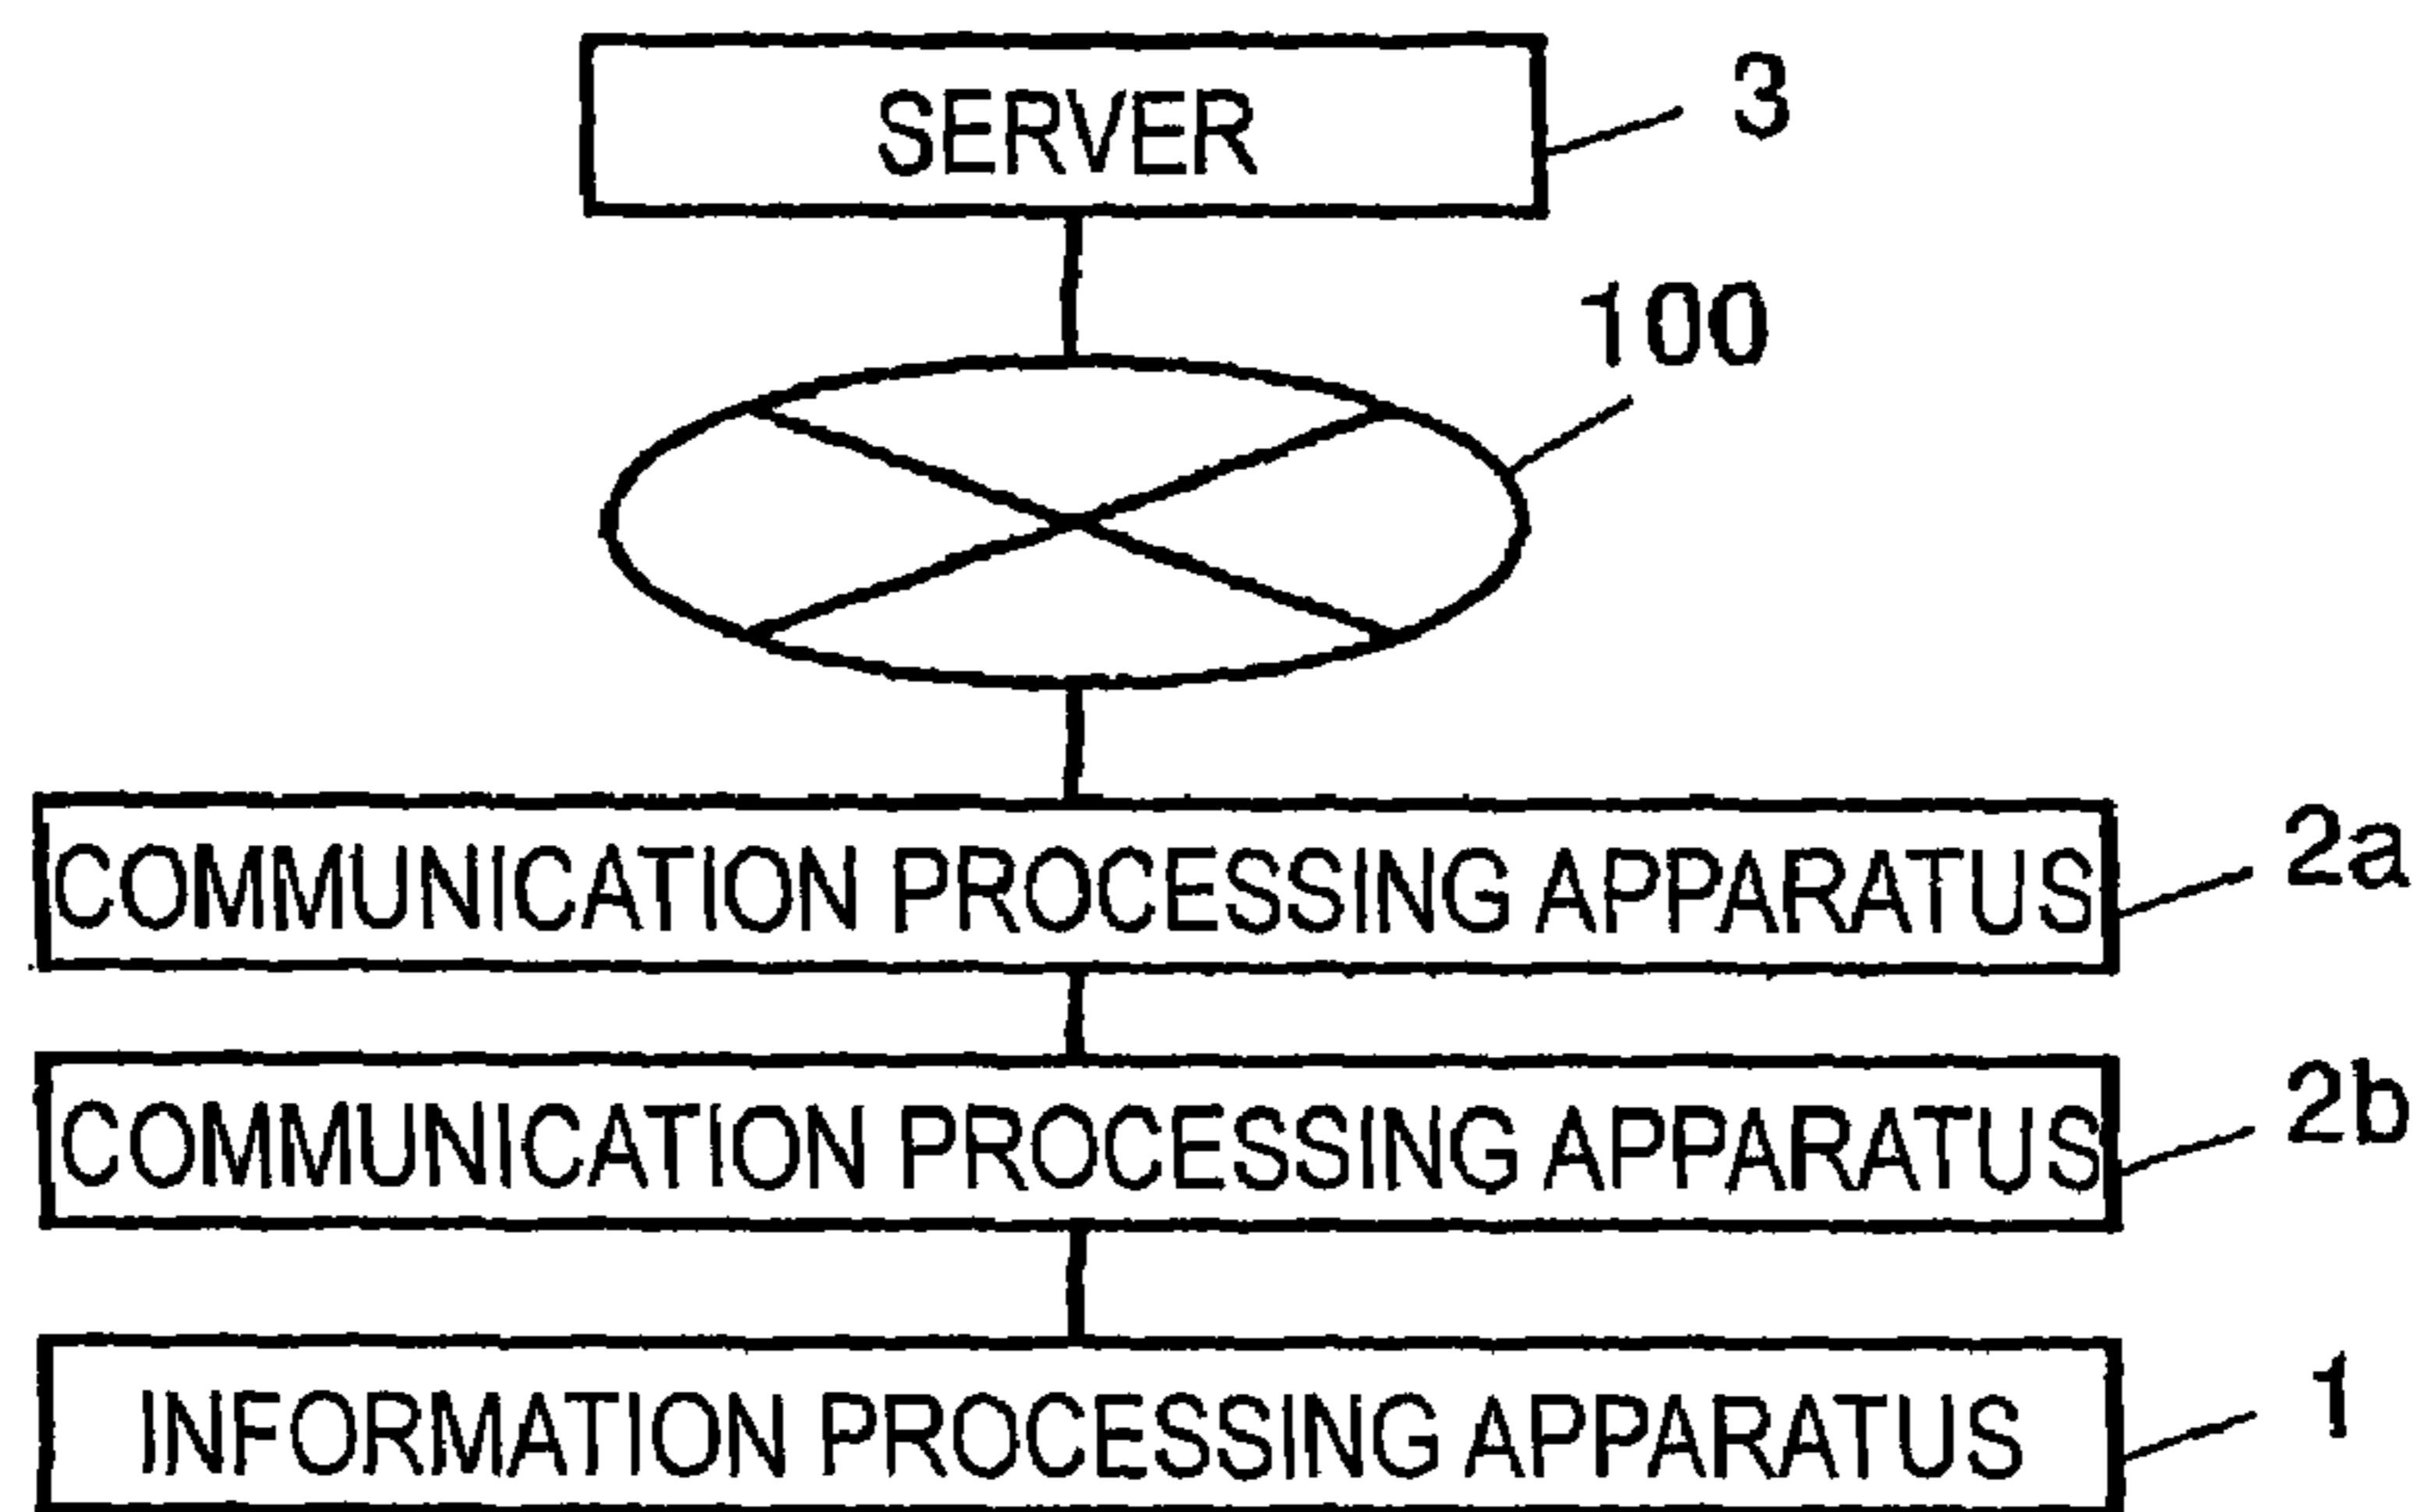 SERVER 3
100
COMMUNICATION PROCESSING APPARATUS 2a
COMMUNICATION PROCESSING APPARATUS 2b
INFORMATION PROCESSING APPARATUS 1